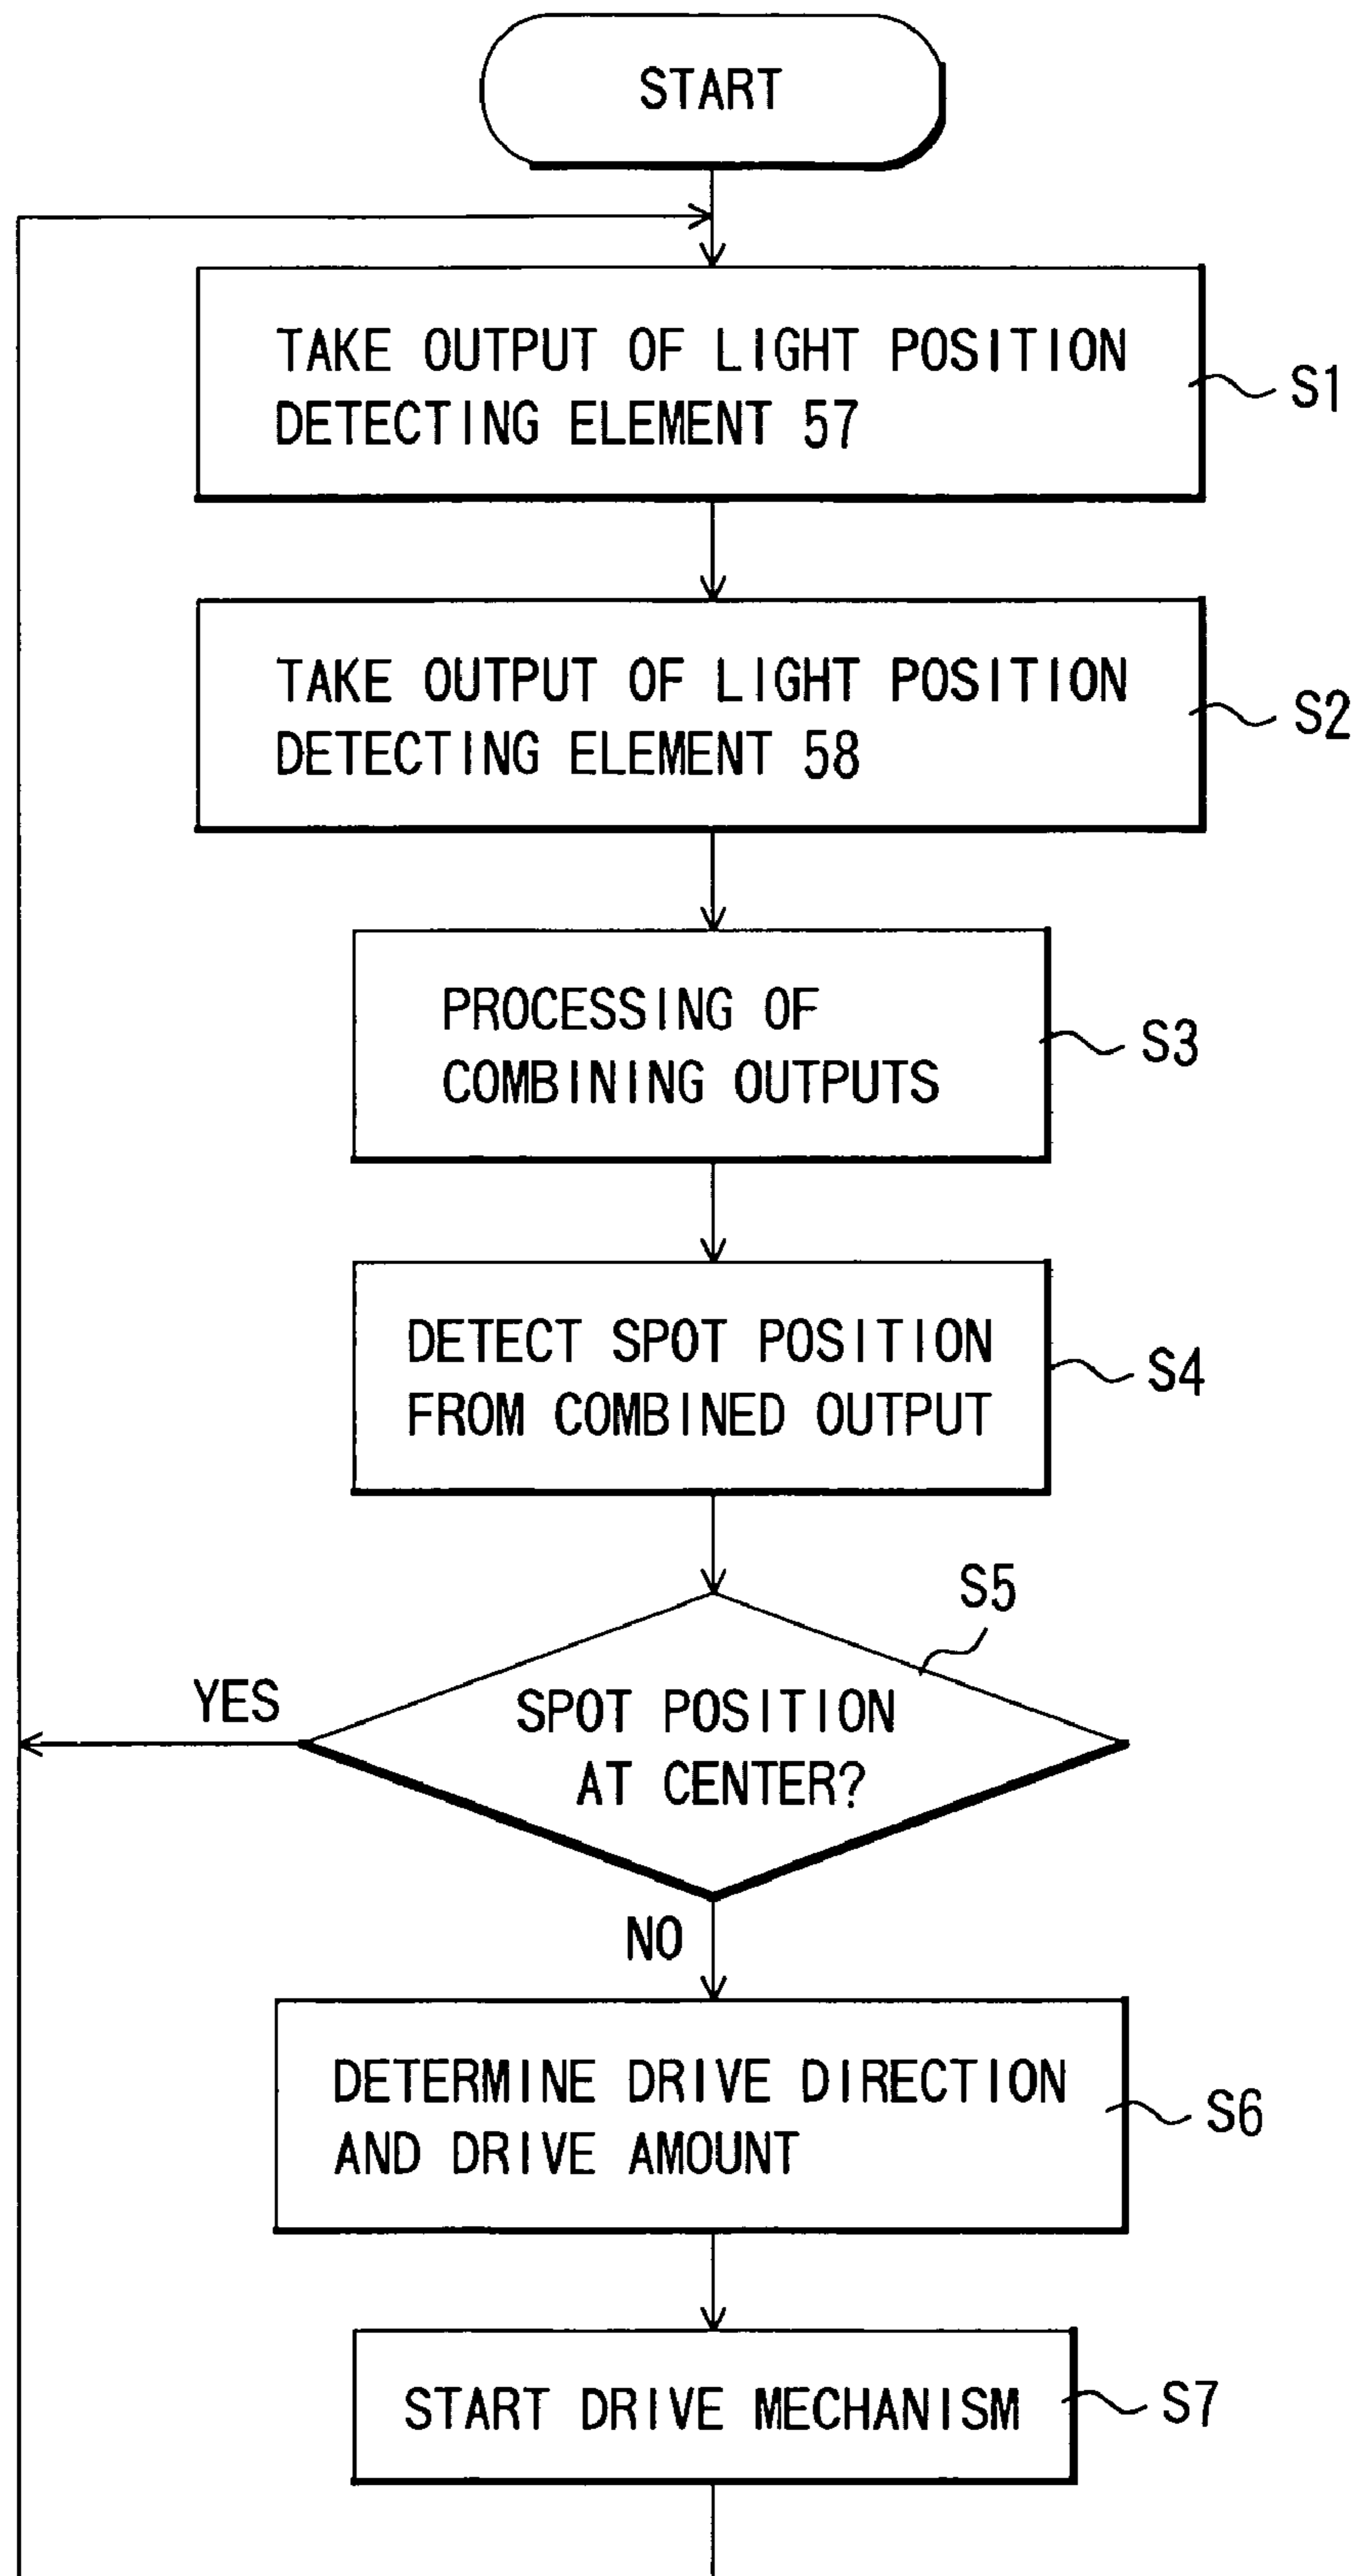 START
TAKE OUTPUT OF LIGHT POSITION
DETECTING ELEMENT 57
S1
TAKE OUTPUT OF LIGHT POSITION
DETECTING ELEMENT 58
S2
PROCESSING OF
COMBINING OUTPUTS
S3
DETECT SPOT POSITION
FROM COMBINED OUTPUT
S4
S5
YES
SPOT POSITION
AT CENTER?
NO
DETERMINE DRIVE DIRECTION
AND DRIVE AMOUNT
S6
START DRIVE MECHANISM
S7